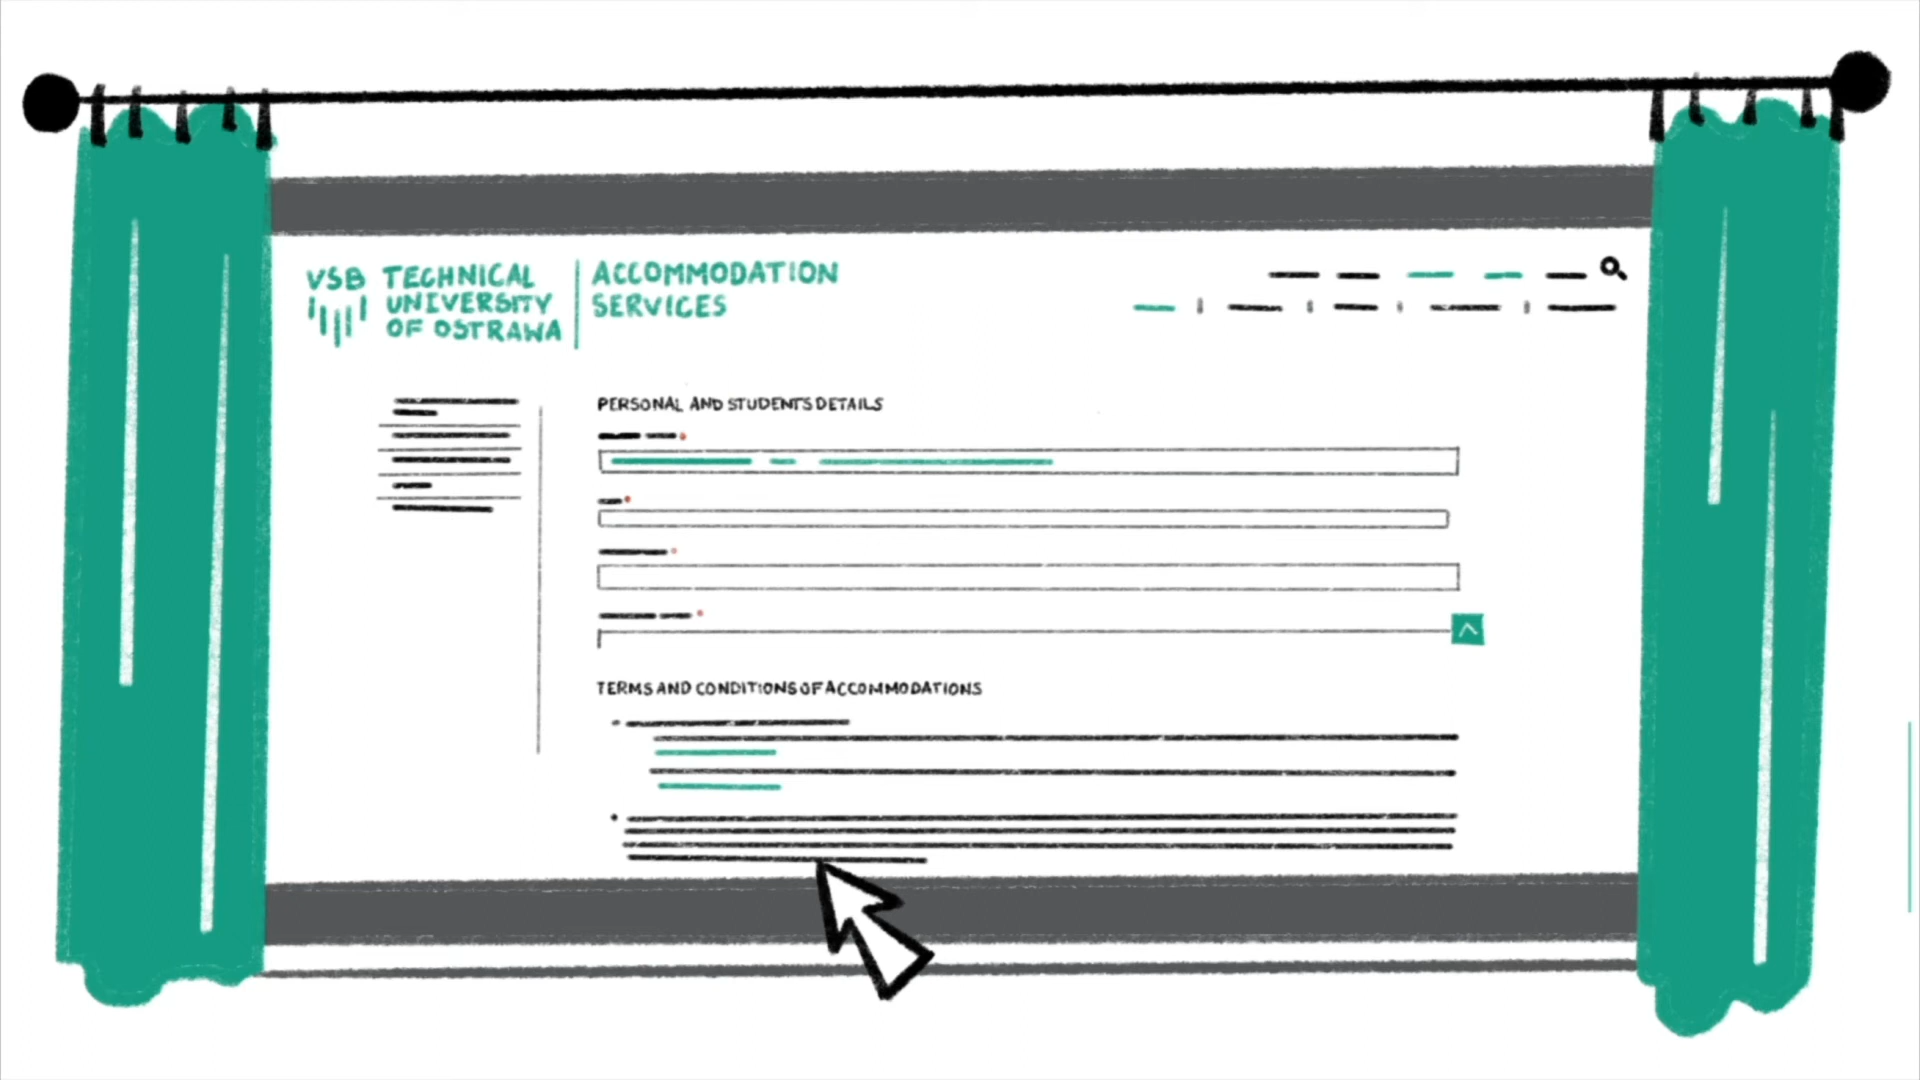 VSB TECHNICAL
UNIVERSITY
OF OSTRAWA
ACCOMMODATION
SERVICES
PERSONAL AND STUDENTS DETAILS
TERMS AND CONDITIONS OF ACCOMMODATIONS